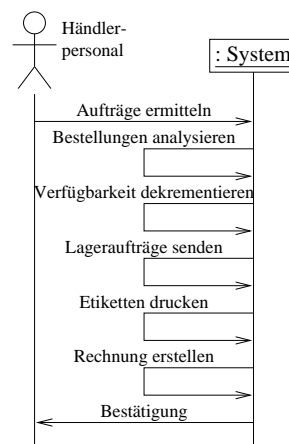 Händler-
personal
: System
Aufträge ermitteln
Bestellungen analysieren
Verfügbarkeit dekrementieren
Lageraufträge senden
Etiketten drucken
Rechnung erstellen
Bestätigung